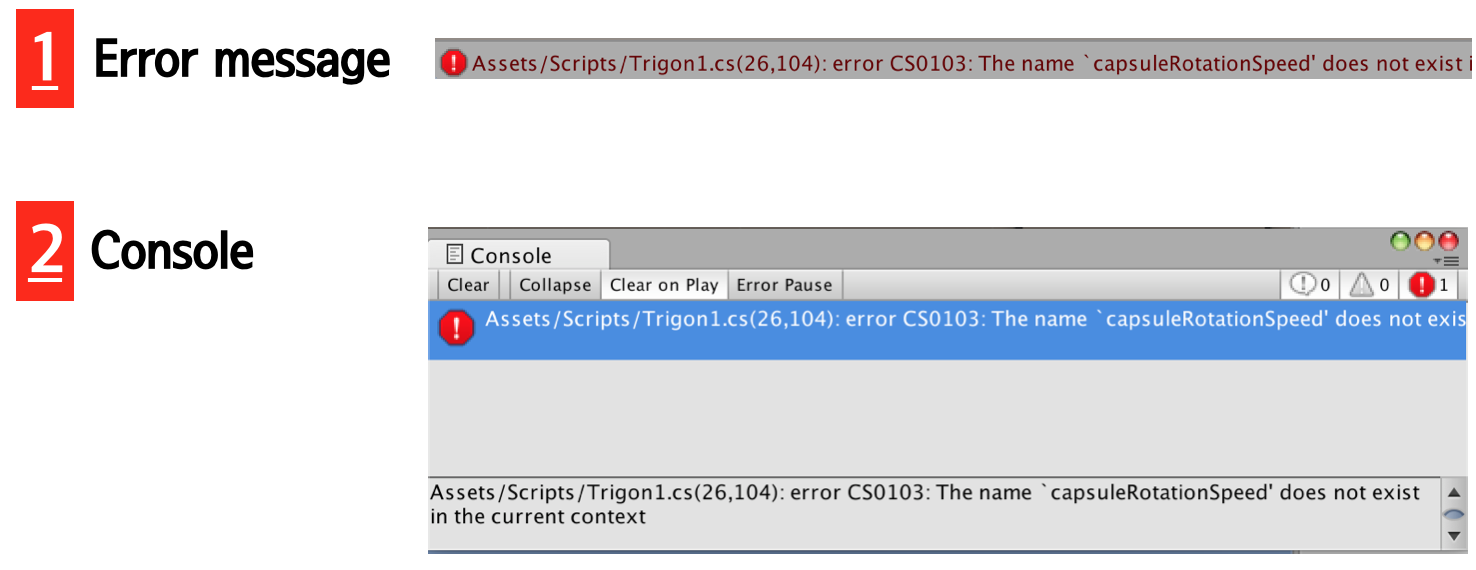 1 Error message
Assets/Scripts/Trigon1.cs(26,104): error CS0103: The name `capsuleRotationSpeed' does not exist
2 Console
Console
Clear Collapse Clear on Play Error Pause 0 0 1
Assets/Scripts/Trigon1.cs(26,104): error CS0103: The name `capsuleRotationSpeed' does not exis
Assets/Scripts/Trigon1.cs(26,104): error CS0103: The name `capsuleRotationSpeed' does not exist
in the current context